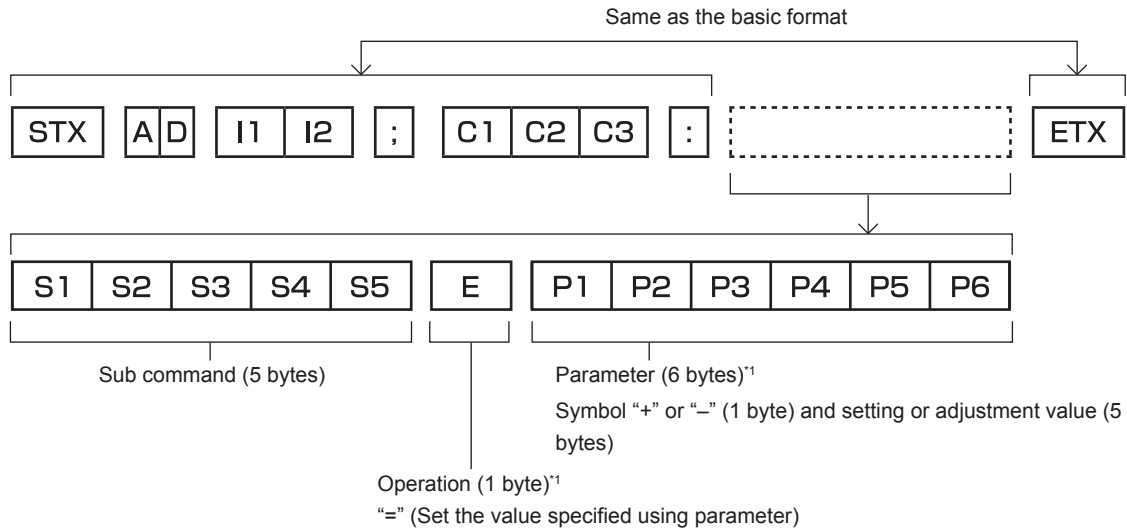 Same as the basic format
STX A D I1 I2 ; C1 C2 C3 : ETX
S1 S2 S3 S4 S5 E P1 P2 P3 P4 P5 P6
Sub command (5 bytes)
Parameter (6 bytes)*1
Symbol “+” or “–” (1 byte) and setting or adjustment value (5
bytes)
Operation (1 byte)*1
“=” (Set the value specified using parameter)